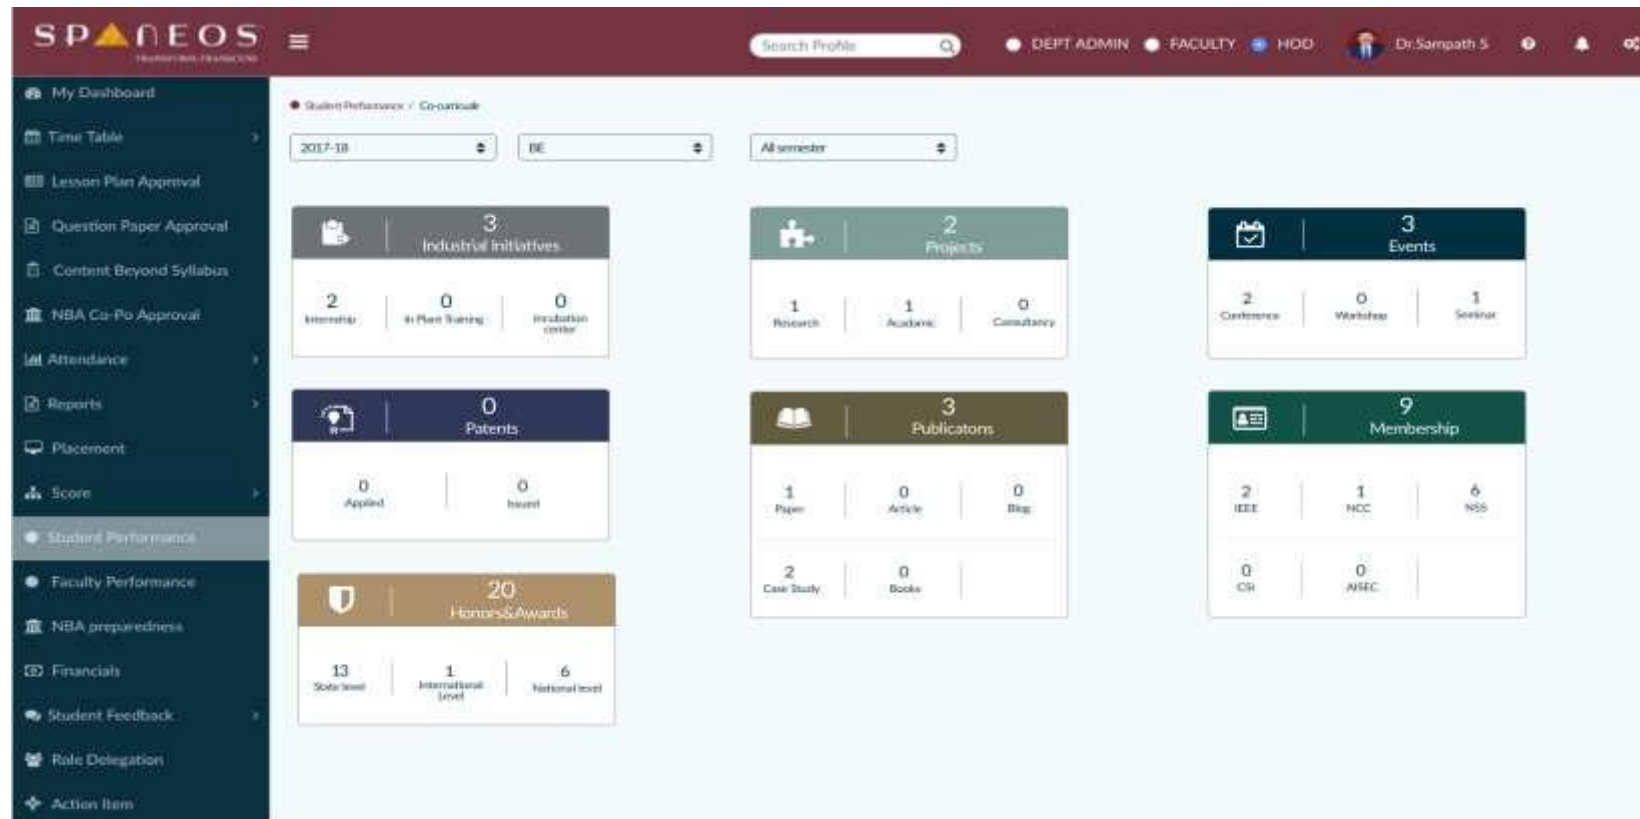 SPANEOS
Search Profile
DEPT ADMIN
FACULTY
HOD
Dr.Sampath S
My Dashboard
Time Table
Lesson Plan Approval
Question Paper Approval
Content Beyond Syllabus
NBA Co-Po Approval
Attendance
Reports
Placement
Score
Student Performance
Faculty Performance
NBA preparedness
Financials
Student Feedback
Role Delegation
Action Item
Student Performance /
2017-18
BE
All semester
3
Industrial Initiatives
2
Internship
0
In Plant Training
0
Incubation
center
2
Projects
1
Research
1
Academic
0
Consultancy
3
Events
2
Conference
0
Workshop
1
Seminar
0
Patents
0
Applied
0
Issued
3
Publicatons
1
Paper
0
Article
0
Blog
2
Case Study
0
Books
9
Membership
2
IEEE
1
NCC
6
NSS
0
CSI
0
AISEC
20
Honors&Awards
13
State level
1
International
Level
6
National level